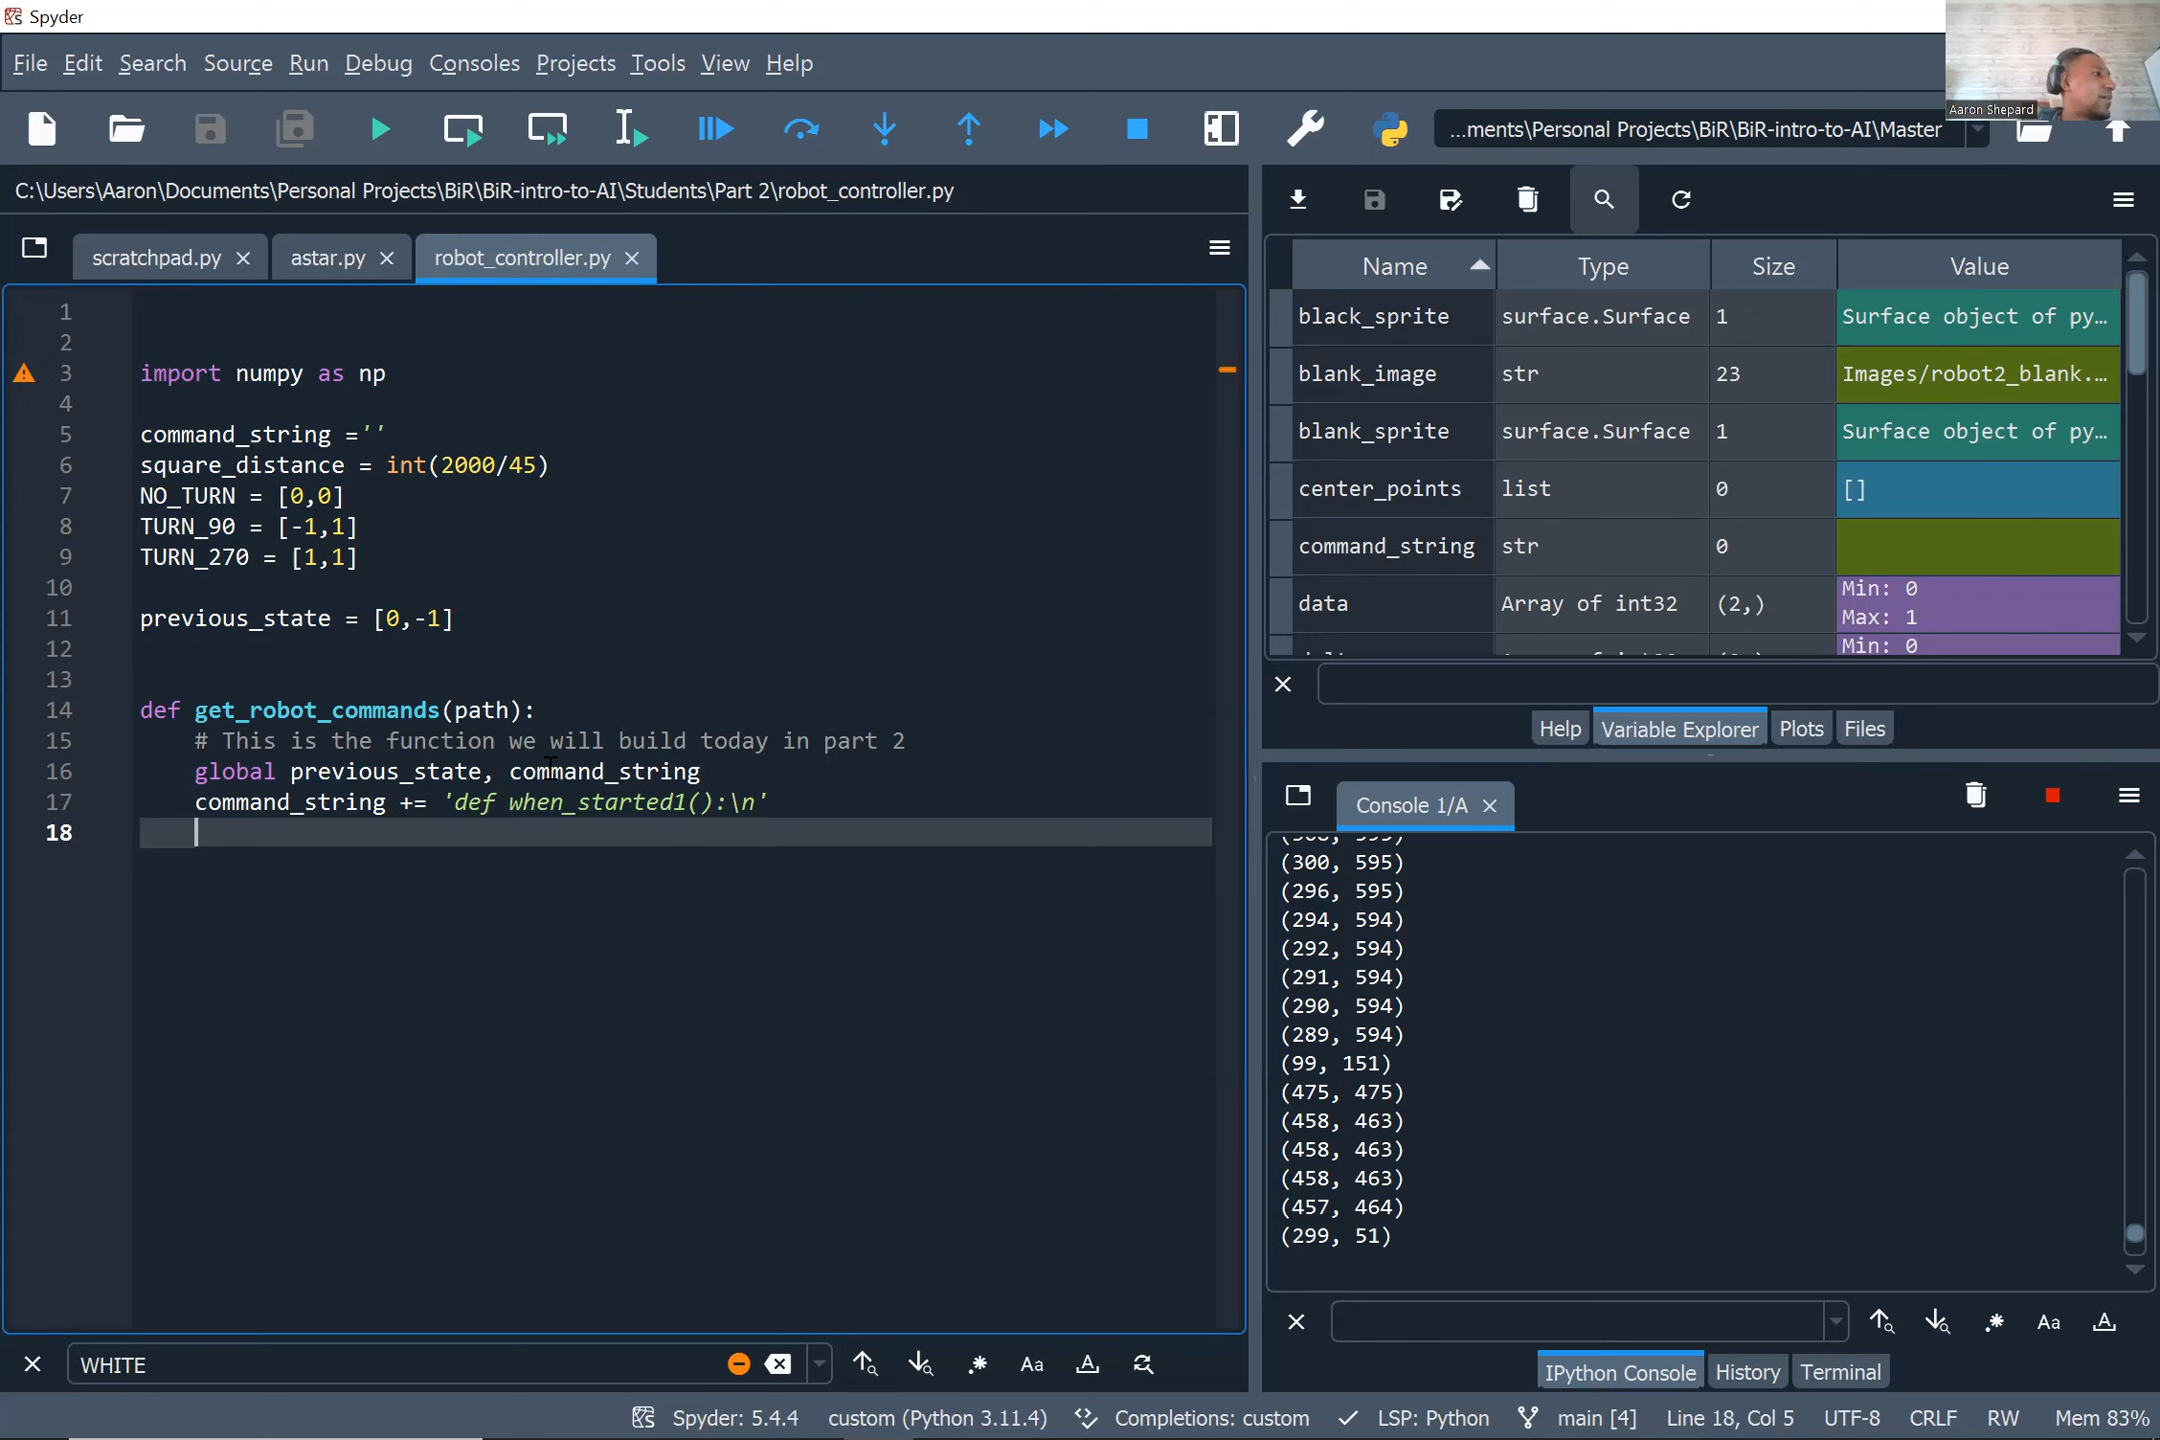 Spyder
File Edit Search Source Run Debug Consoles Projects Tools View Help
Aaron Shepard
...ments\Personal Projects\BiR\BiR-intro-to-AI\Master
C:\Users\Aaron\Documents\Personal Projects\BiR\BiR-intro-to-AI\Students\Part 2\robot_controller.py
scratchpad.py astar.py robot_controller.py
1
2
3 import numpy as np
4
5 command_string =''
6 square_distance = int(2000/45)
7 NO_TURN = [0,0]
8 TURN_90 = [-1,1]
9 TURN_270 = [1,1]
10
11 previous_state = [0,-1]
12
13
14 def get_robot_commands(path):
15 # This is the function we will build today in part 2
16 global previous_state, command_string
17 command_string += 'def when_started1():\n'
18
WHITE
Aa
Name Type Size Value
black_sprite surface.Surface 1 Surface object of py...
blank_image str 23 Images/robot2_blank...
blank_sprite surface.Surface 1 Surface object of py...
center_points list 0 []
command_string str 0
data Array of int32 (2,) Min: 0
Max: 1
Min: 0
Help Variable Explorer Plots Files
Console 1/A
(300, 595)
(296, 595)
(294, 594)
(292, 594)
(291, 594)
(290, 594)
(289, 594)
(99, 151)
(475, 475)
(458, 463)
(458, 463)
(458, 463)
(457, 464)
(299, 51)
Aa
IPython Console History Terminal
Spyder: 5.4.4 custom (Python 3.11.4) Completions: custom LSP: Python main [4] Line 18, Col 5 UTF-8 CRLF RW Mem 83%